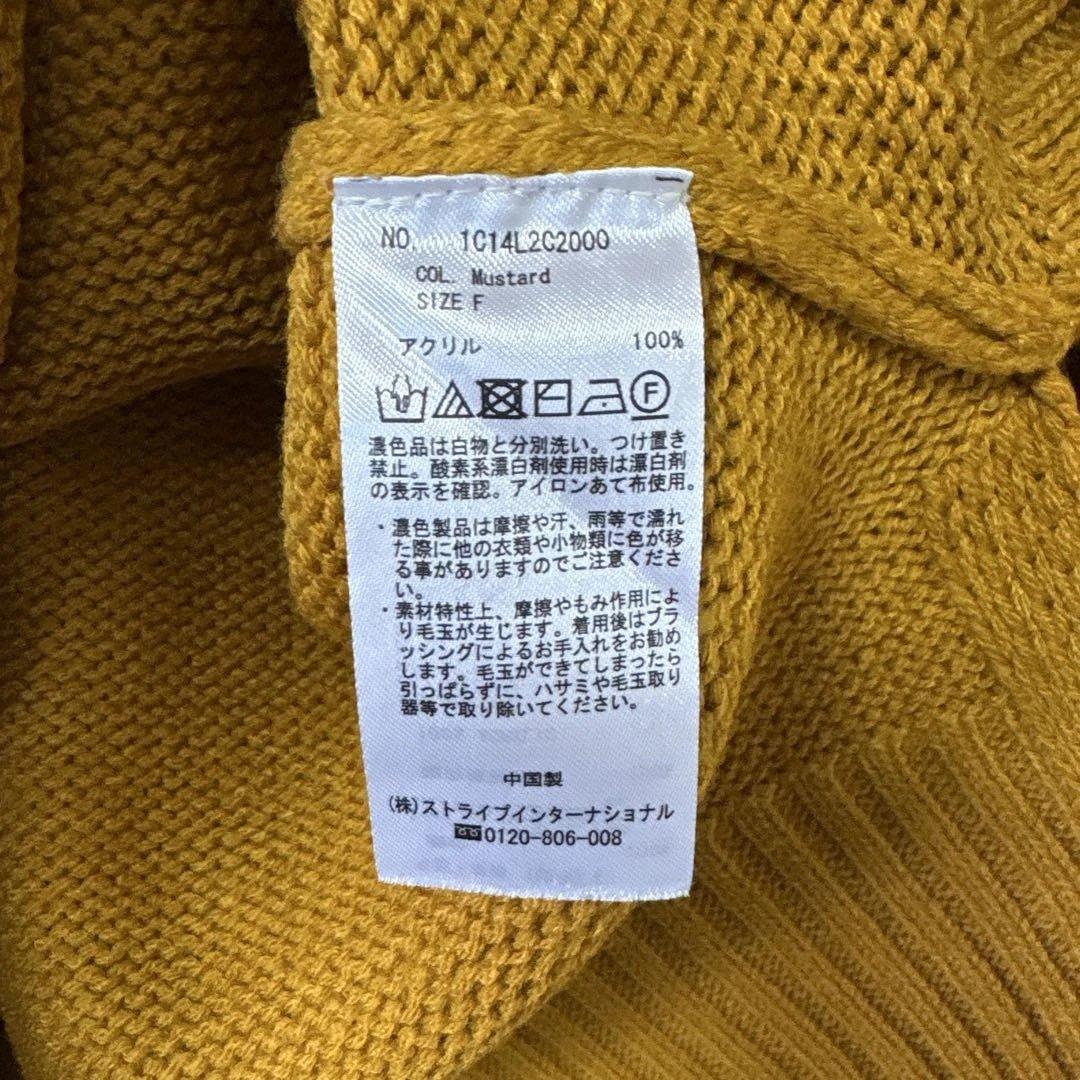 NO. 1C14L2C2000
COL. Mustard
SIZE F
アクリル 100%
F
濃色品は白物と分別洗い。つけ置き
禁止。酸素系漂白剤使用時は漂白剤
の表示を確認。アイロンあて布使用。
・濃色製品は摩擦や汗、雨等で濡れ
た際に他の衣類や小物類に色が移
る事がありますのでご注意くださ
い。
・素材特性上、摩擦やもみ作用によ
り毛玉が生じます。着用後はブラ
ッシングによるお手入れをお勧め
します。毛玉ができてしまったら
引っぱらずに、ハサミや毛玉取り
器等で取り除いてください。
中国製
(株)ストライプインターナショナル
0120-806-008